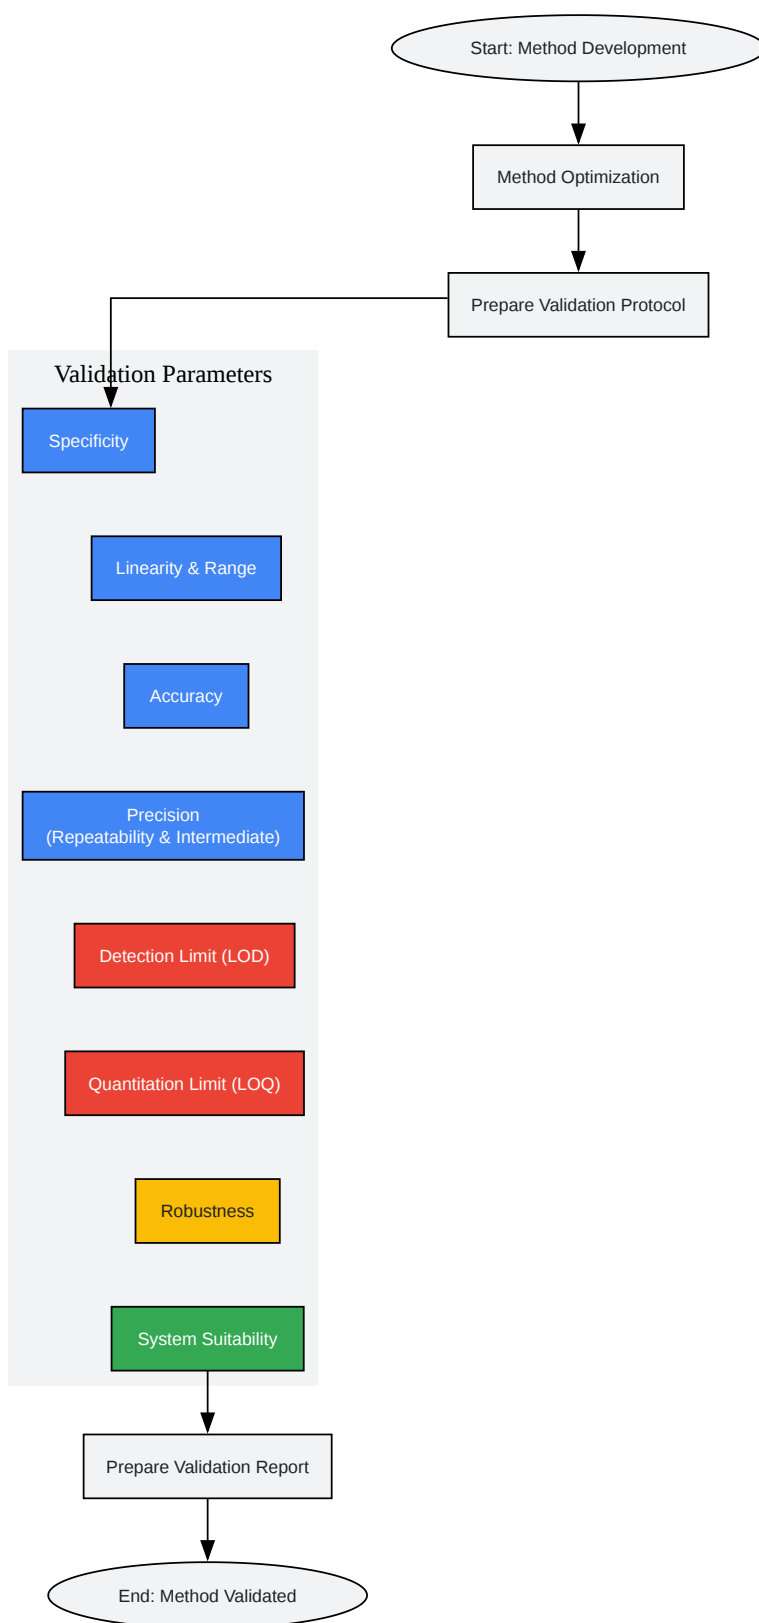 Start: Method Development
Method Optimization
Prepare Validation Protocol
Validation Parameters
Specificity
Linearity & Range
Accuracy
Precision
(Repeatability & Intermediate)
Detection Limit (LOD)
Quantitation Limit (LOQ)
Robustness
System Suitability
Prepare Validation Report
End: Method Validated